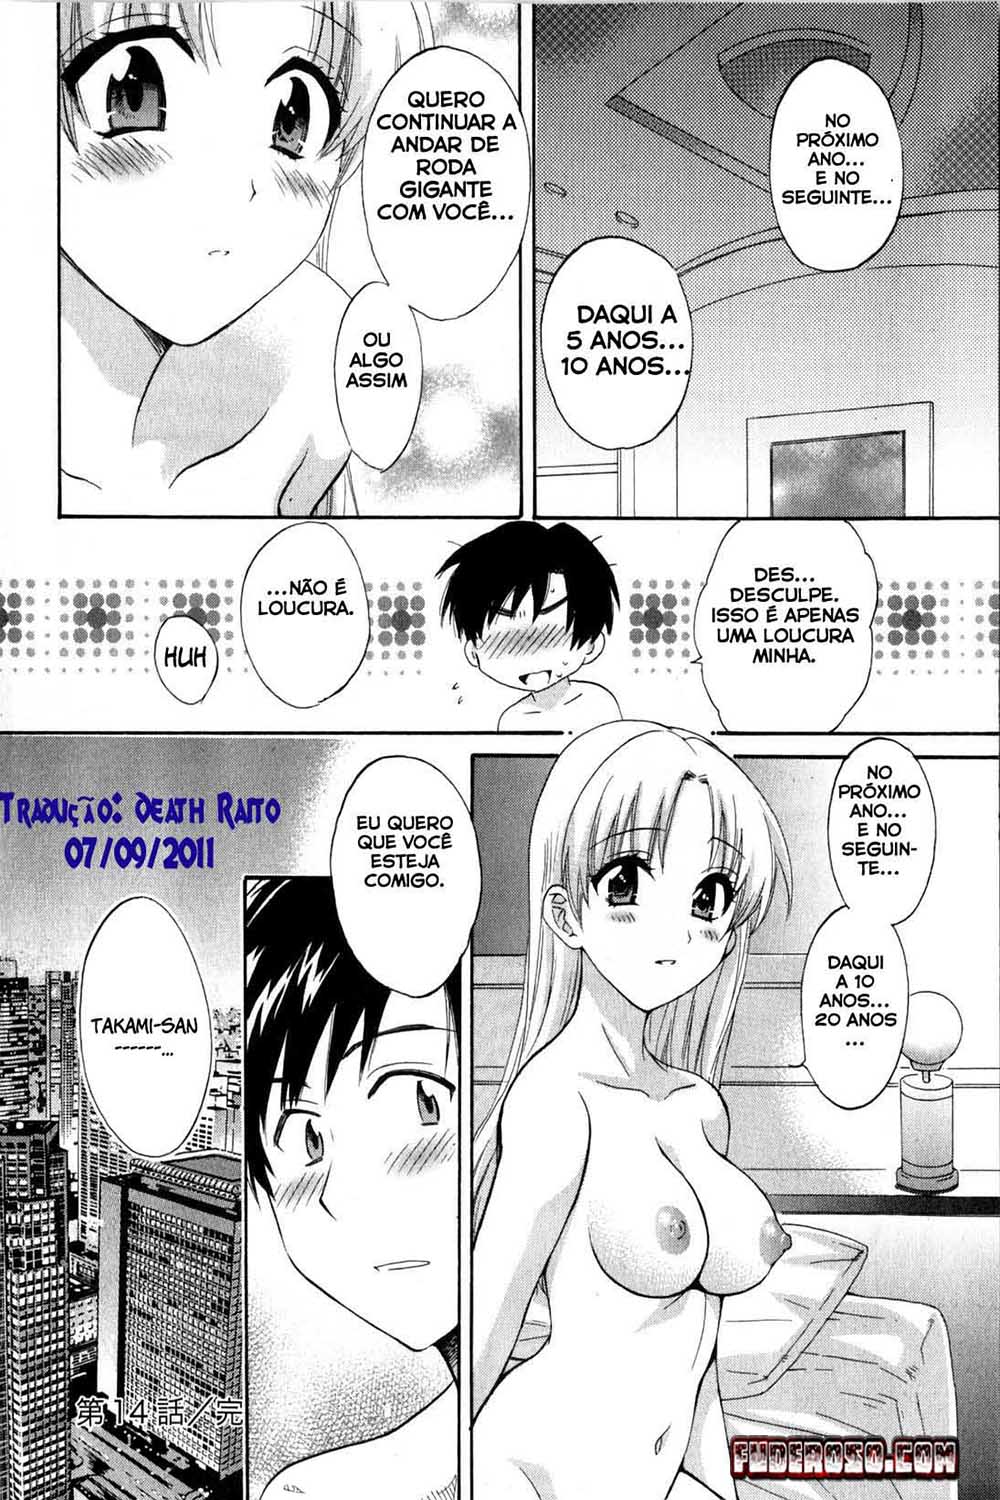 NO
PRÓXIMO
ANO...
E NO
SEGUINTE...
DAQUI A
5 ANOS...
10 ANOS...
QUERO
CONTINUAR A
ANDAR DE
RODA
GIGANTE
COM VOCÊ...
OU
ALGO
ASSIM
DES...
DESCULPE.
ISSO É APENAS
UMA LOUCURA
MINHA.
...NÃO É
LOUCURA.
HUH
NO
PRÓXIMO
ANO...
E NO
SEGUIN-
TE...
DAQUI
A 10
ANOS...
20 ANOS
...
EU QUERO
QUE VOCÊ
ESTEJA
COMIGO.
TRADUÇÃO: DEATH RAITO
07/09/2011
TAKAMI-SAN
------...
第14話／完
FUDEROSO.COM